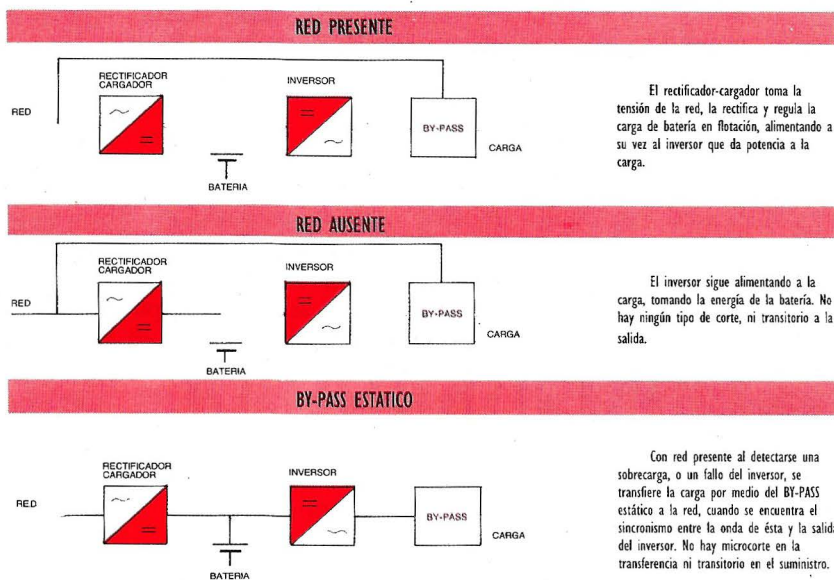 RED PRESENTE
RECTIFICADOR
CARGADOR
INVERSOR
RED
BY-PASS
CARGA
BATERIA
El rectificador-cargador toma la
tensión de la red, la rectifica y regula la
carga de batería en flotación, alimentando a
su vez al inversor que da potencia a la
carga.
RED AUSENTE
RECTIFICADOR
CARGADOR
INVERSOR
RED
BY-PASS
CARGA
BATERIA
El inversor sigue alimentando a la
carga, tomando la energía de la batería. No
hay ningún tipo de corte, ni transitorio a la
salida.
BY-PASS ESTATICO
RECTIFICADOR
CARGADOR
INVERSOR
RED
BY-PASS
CARGA
BATERIA
Con red presente al detectarse una
sobrecarga, o un fallo del inversor, se
transfiere la carga por medio del BY-PASS
estático a la red, cuando se encuentra el
sincronismo entre la onda de ésta y la salida
del inversor. No hay microcorte en la
transferencia ni transitorio en el suministro.